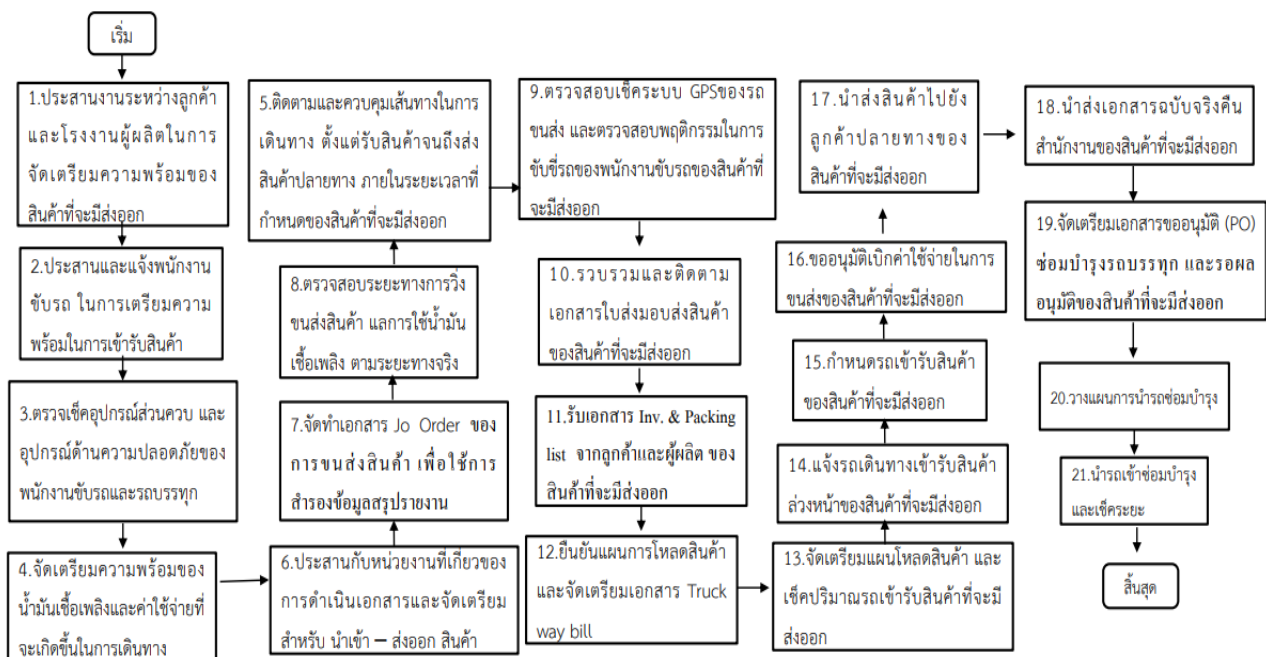 เริ่ม
1.ประสานงานระหว่างลูกค้า
และโรงงานผู้ผลิตในการ
จัดเตรียมความพร้อมของ
สินค้าที่จะมีส่งออก
2.ประสานและแจ้งพนักงาน
ขับรถ ในการเตรียมความ
พร้อมในการเข้ารับสินค้า
3.ตรวจเช็คอุปกรณ์ส่วนควบ และ
อุปกรณ์ด้านความปลอดภัยของ
พนักงานขับรถและรถบรรทุก
4.จัดเตรียมความพร้อมของ
น้ำมันเชื้อเพลิงและค่าใช้จ่ายที่
จะเกิดขึ้นในการเดินทาง
5.ติดตามและควบคุมเส้นทางในการ
เดินทาง ตั้งแต่รับสินค้าจนถึงส่ง
สินค้าปลายทาง ภายในระยะเวลาที่
กำหนดของสินค้าที่จะมีส่งออก
8.ตรวจสอบระยะทางการวิ่ง
ขนส่งสินค้า แลการใช้น้ำมัน
เชื้อเพลิง ตามระยะทางจริง
7.จัดทำเอกสาร Jo Order ของ
การขนส่งสินค้า เพื่อใช้การ
สำรองข้อมูลสรุปรายงาน
6.ประสานกับหน่วยงานที่เกี่ยวของ
การดำเนินเอกสารและจัดเตรียม
สำหรับ นำเข้า – ส่งออก สินค้า
9.ตรวจสอบเช็คระบบ GPSของรถ
ขนส่ง และตรวจสอบพฤติกรรมในการ
ขับขี่รถของพนักงานขับรถของสินค้าที่
จะมีส่งออก
10.รวบรวมและติดตาม
เอกสารใบส่งมอบส่งสินค้า
ของสินค้าที่จะมีส่งออก
11.รับเอกสาร Inv. & Packing
list จากลูกค้าและผู้ผลิต ของ
สินค้าที่จะมีส่งออก
12.ยืนยันแผนการโหลดสินค้า
และจัดเตรียมเอกสาร Truck
way bill
17.นำส่งสินค้าไปยัง
ลูกค้าปลายทางของ
สินค้าที่จะมีส่งออก
16.ขออนุมัติเบิกค่าใช้จ่ายในการ
ขนส่งของสินค้าที่จะมีส่งออก
15.กำหนดรถเข้ารับสินค้า
ของสินค้าที่จะมีส่งออก
14.แจ้งรถเดินทางเข้ารับสินค้า
ล่วงหน้าของสินค้าที่จะมีส่งออก
13.จัดเตรียมแผนโหลดสินค้า และ
เช็คปริมาณรถเข้ารับสินค้าที่จะมี
ส่งออก
18.นำส่งเอกสารฉบับจริงคืน
สำนักงานของสินค้าที่จะมีส่งออก
19.จัดเตรียมเอกสารขออนุมัติ (PO)
ซ่อมบำรุงรถบรรทุก และรอผล
อนุมัติของสินค้าที่จะมีส่งออก
20.วางแผนการนำรถซ่อมบำรุง
21.นำรถเข้าซ่อมบำรุง
และเช็คระยะ
สิ้นสุด